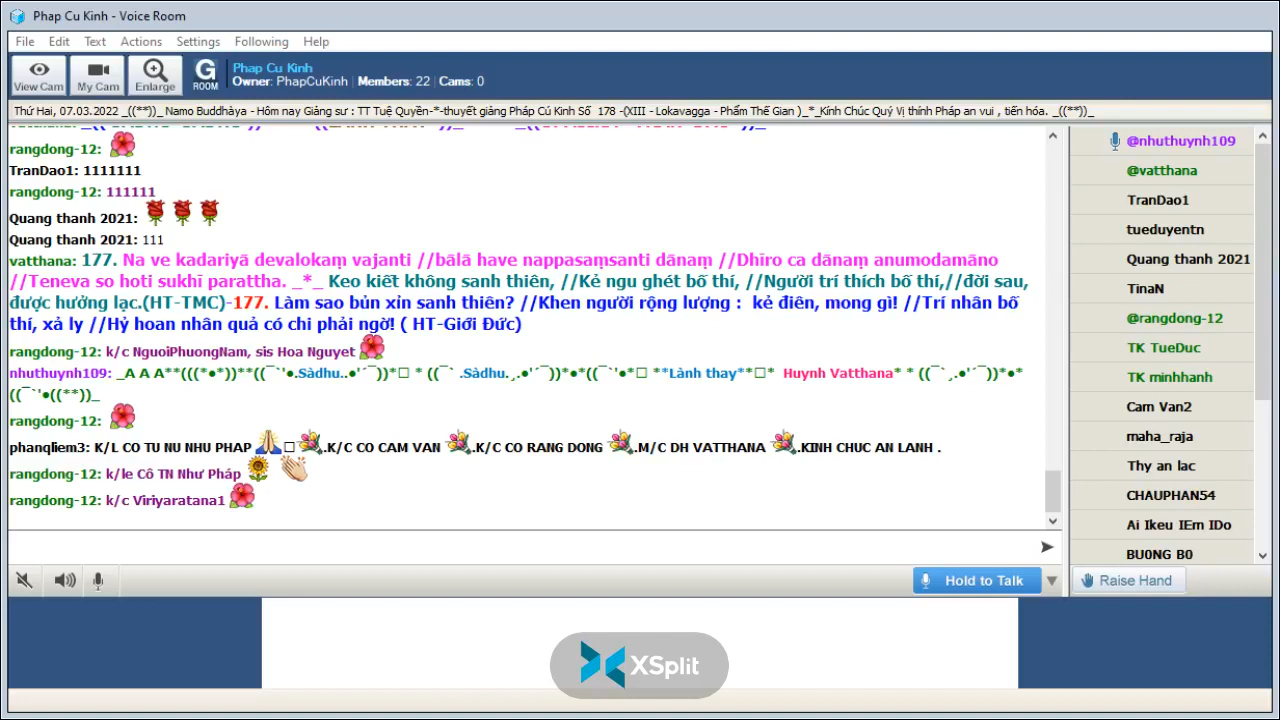 Phap Cu Kinh - Voice Room
File Edit Text Actions Settings Following Help
View Cam My Cam Enlarge G ROOM
Phap Cu Kinh
Owner: PhapCuKinh Members: 22 Cams: 0
Thứ Hai, 07.03.2022 _((**))_ Namo Buddhàya - Hôm nay Giảng sư : TT Tuệ Quyền-*-thuyết giảng Pháp Cú Kinh Số 178 -(XIII - Lokavagga - Phẩm Thế Gian )_*_Kính Chúc Quý Vị thính Pháp an vui , tiến hóa. _((**))_
rangdong-12:
TranDao1: 1111111
rangdong-12: 111111
Quang thanh 2021:
Quang thanh 2021: 111
vatthana: 177. Na ve kadariyā devalokaṃ vajanti //bālā have nappasaṃsanti dānaṃ //Dhīro ca dānaṃ anumodamāno
//Teneva so hoti sukhī parattha. _*_ Keo kiết không sanh thiên, //Kẻ ngu ghét bố thí, //Người trí thích bố thí,//đời sau,
được hưởng lạc.(HT-TMC)-177. Làm sao bủn xỉn sanh thiên? //Khen người rộng lượng : kẻ điên, mong gì! //Trí nhân bố
thí, xả ly //Hỷ hoan nhân quả có chi phải ngờ! ( HT-Giới Đức)
rangdong-12: k/c NguoiPhuongNam, sis Hoa Nguyet
nhuthuynh109: _A A A**(((*•*))**((¯`'•.Sàdhu..•'´¯))*•*□ * ((¯` .Sàdhu.¸.•'´¯))*•*((¯`'•*□ **Lành thay**□* Huynh Vatthana* * ((¯`¸.•'´¯))*•*
((¯`'•((**))_
rangdong-12:
phanqliem3: K/L CO TU NU NHU PHAP □ .K/C CO CAM VAN .K/C CO RANG DONG .M/C DH VATTHANA .KINH CHUC AN LANH .
rangdong-12: k/le Cô TN Như Pháp
rangdong-12: k/c Viriyaratana1
Hold to Talk
@nhuthuynh109
@vatthana
TranDao1
tueduyentn
Quang thanh 2021
TinaN
@rangdong-12
TK TueDuc
TK minhhanh
Cam Van2
maha_raja
Thy an lac
CHAUPHAN54
Ai Ikeu IEm IDo
BU0NG B0
Raise Hand
XSplit